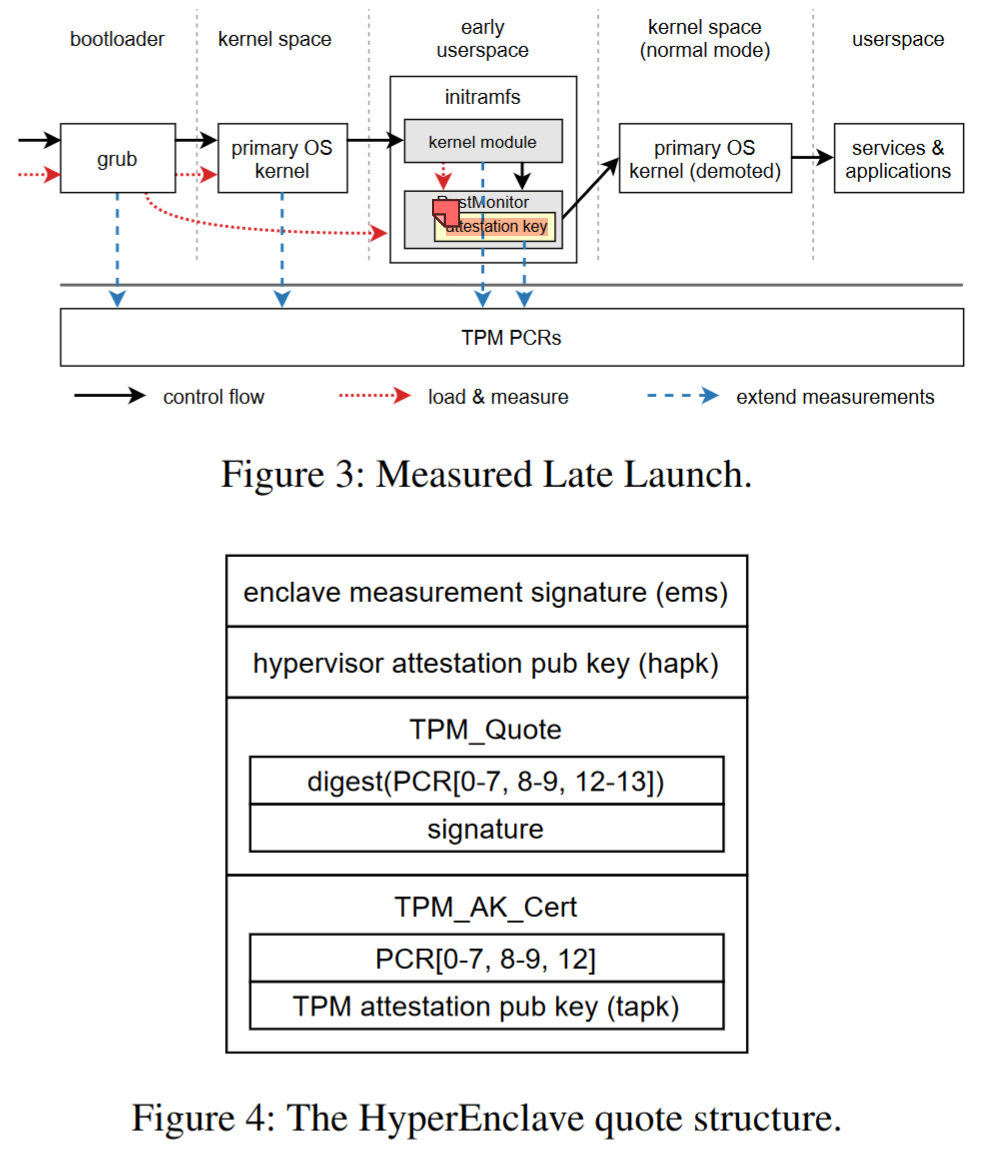 bootloader
kernel space
early
userspace
kernel space
(normal mode)
userspace
initramfs
grub
primary OS
kernel
kernel module
attestation key
primary OS
kernel (demoted)
services &
applications
TPM PCRs
control flow
load & measure
extend measurements
Figure 3: Measured Late Launch.
enclave measurement signature (ems)
hypervisor attestation pub key (hapk)
TPM_Quote
digest(PCR[0-7, 8-9, 12-13])
signature
TPM_AK_Cert
PCR[0-7, 8-9, 12]
TPM attestation pub key (tapk)
Figure 4: The HyperEnclave quote structure.